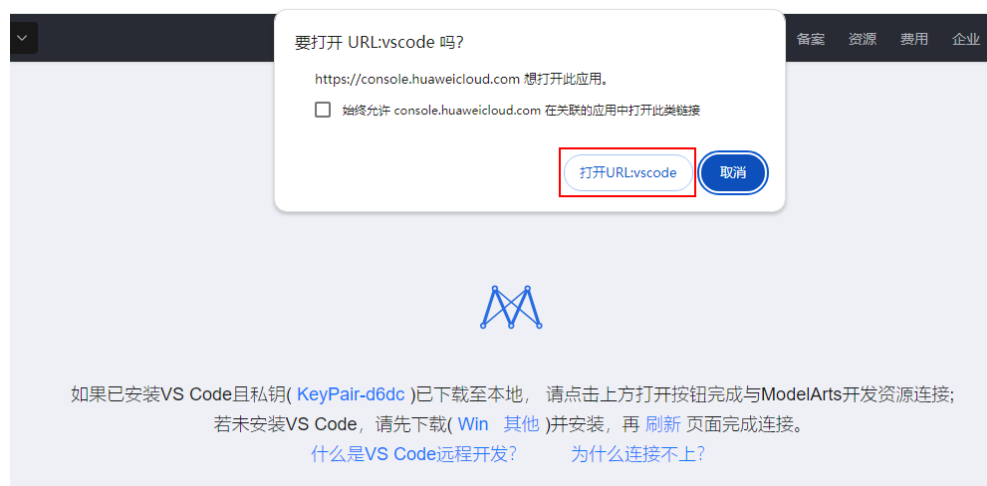 要打开 URL:vscode 吗?
备案 资源 费用 企业
https://console.huaweicloud.com 想打开此应用。
始终允许 console.huaweicloud.com 在关联的应用中打开此类链接
打开URL:vscode 取消
如果已安装VS Code且私钥( KeyPair-d6dc)已下载至本地， 请点击上方打开按钮完成与ModelArts开发资源连接;
若未安装VS Code，请先下载( Win 其他 )并安装，再 刷新 页面完成连接。
什么是VS Code远程开发? 为什么连接不上?